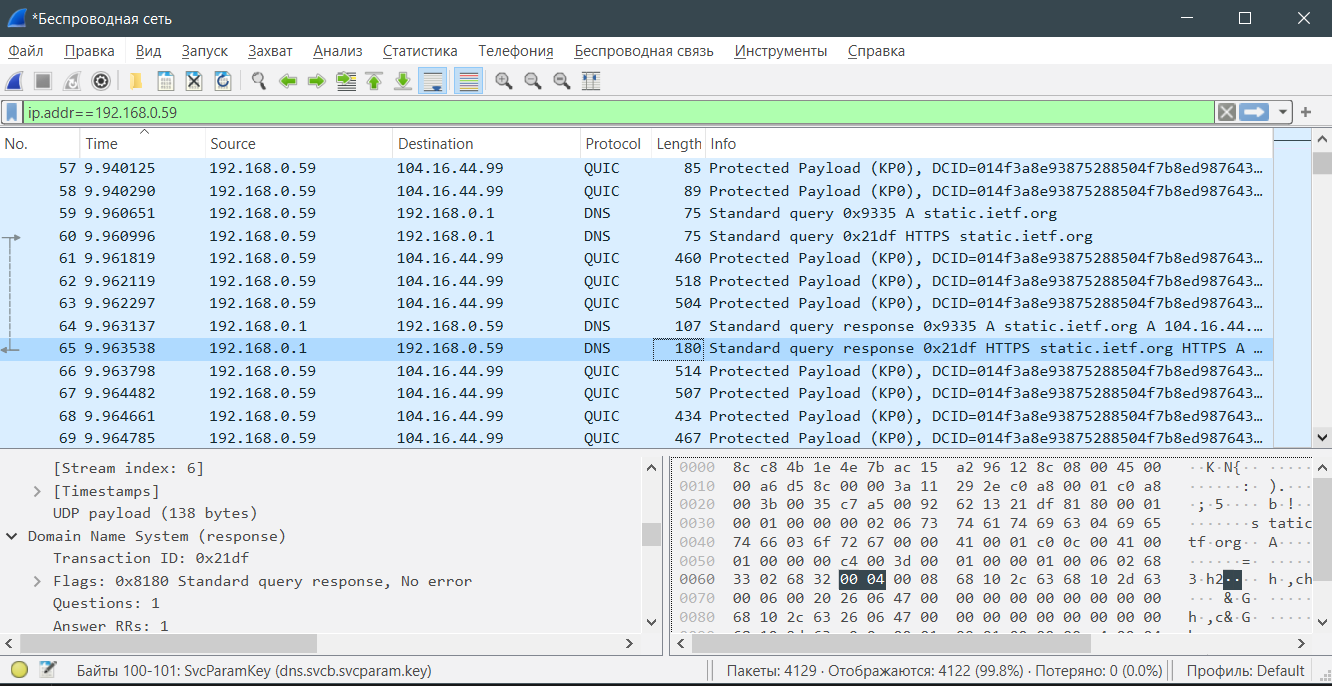 *Беспроводная сеть
Файл Правка Вид Запуск Захват Анализ Статистика Телефония Беспроводная связь Инструменты Справка
ip.addr==192.168.0.59
No. Time Source Destination Protocol Length Info
57 9.940125 192.168.0.59 104.16.44.99 QUIC 85 Protected Payload (KP0), DCID=014f3a8e93875288504f7b8ed987643…
58 9.940290 192.168.0.59 104.16.44.99 QUIC 89 Protected Payload (KP0), DCID=014f3a8e93875288504f7b8ed987643…
59 9.960651 192.168.0.59 192.168.0.1 DNS 75 Standard query 0x9335 A static.ietf.org
60 9.960996 192.168.0.59 192.168.0.1 DNS 75 Standard query 0x21df HTTPS static.ietf.org
61 9.961819 192.168.0.59 104.16.44.99 QUIC 460 Protected Payload (KP0), DCID=014f3a8e93875288504f7b8ed987643…
62 9.962119 192.168.0.59 104.16.44.99 QUIC 518 Protected Payload (KP0), DCID=014f3a8e93875288504f7b8ed987643…
63 9.962297 192.168.0.59 104.16.44.99 QUIC 504 Protected Payload (KP0), DCID=014f3a8e93875288504f7b8ed987643…
64 9.963137 192.168.0.1 192.168.0.59 DNS 107 Standard query response 0x9335 A static.ietf.org A 104.16.44.…
65 9.963538 192.168.0.1 192.168.0.59 DNS 180 Standard query response 0x21df HTTPS static.ietf.org HTTPS A …
66 9.963798 192.168.0.59 104.16.44.99 QUIC 514 Protected Payload (KP0), DCID=014f3a8e93875288504f7b8ed987643…
67 9.964482 192.168.0.59 104.16.44.99 QUIC 507 Protected Payload (KP0), DCID=014f3a8e93875288504f7b8ed987643…
68 9.964661 192.168.0.59 104.16.44.99 QUIC 434 Protected Payload (KP0), DCID=014f3a8e93875288504f7b8ed987643…
69 9.964785 192.168.0.59 104.16.44.99 QUIC 467 Protected Payload (KP0), DCID=014f3a8e93875288504f7b8ed987643…
[Stream index: 6]
[Timestamps]
UDP payload (138 bytes)
Domain Name System (response)
Transaction ID: 0x21df
Flags: 0x8180 Standard query response, No error
Questions: 1
Answer RRs: 1
0000 8c c8 4b 1e 4e 7b ac 15 a2 96 12 8c 08 00 45 00 ··K·N{·· ······
0010 00 a6 d5 8c 00 00 3a 11 29 2e c0 a8 00 01 c0 a8 ······:· ).····
0020 00 3b 00 35 c7 a5 00 92 62 13 21 df 81 80 00 01 ·;·5···· b·!···
0030 00 01 00 00 00 00 06 73 74 61 74 69 63 04 69 65 ·······s tatic·
0040 74 66 03 6f 72 67 00 00 41 00 01 c0 0c 00 41 00 tf·org·· A·····
0050 01 00 00 00 c4 00 3d 00 01 00 00 01 00 06 02 68 ······=· ······
0060 33 02 68 32 00 04 00 08 68 10 2c 63 68 10 2d 63 3·h2···· h·,ch·
0070 00 06 00 20 26 06 47 00 00 00 00 00 00 00 00 00 ··· &·G· ······
0080 68 10 2c 63 26 06 47 00 00 00 00 00 00 00 00 00 h·,c&·G· ······
Байты 100-101: SvcParamKey (dns.svcb.svcparam.key)
Пакеты: 4129 · Отображаются: 4122 (99.8%) · Потеряно: 0 (0.0%)
Профиль: Default